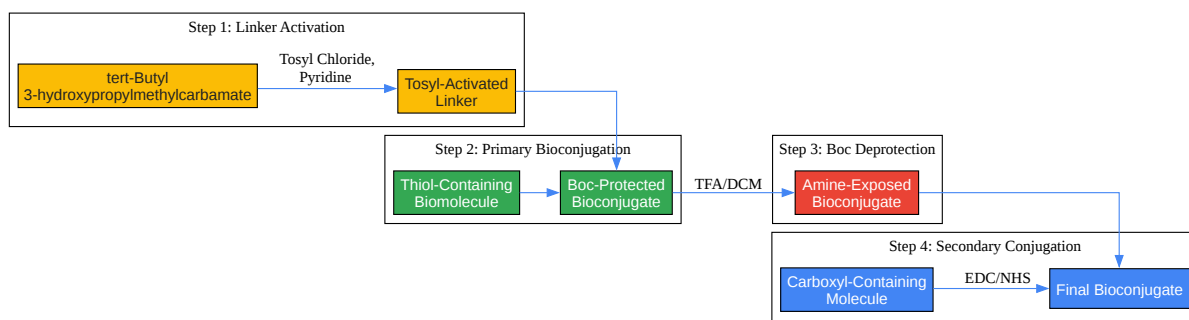 Step 1: Linker Activation
tert-Butyl
3-hydroxypropylmethylcarbamate
Tosyl Chloride,
Pyridine
Tosyl-Activated
Linker
Step 2: Primary Bioconjugation
Thiol-Containing
Biomolecule
Boc-Protected
Bioconjugate
TFA/DCM
Step 3: Boc Deprotection
Amine-Exposed
Bioconjugate
Step 4: Secondary Conjugation
Carboxyl-Containing
Molecule
EDC/NHS
Final Bioconjugate